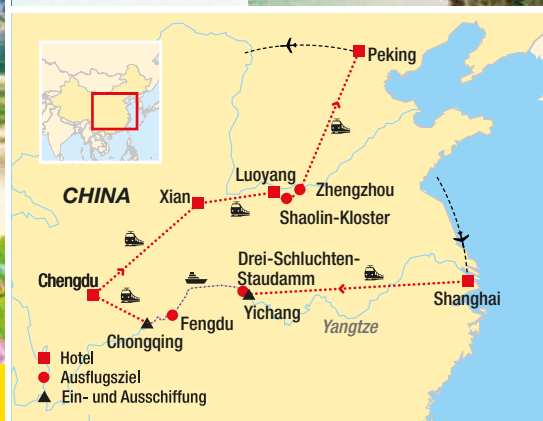 Peking
Luoyang
Zhengzhou
CHINA
Xian
Shaolin-Kloster
Drei-Schluchten-
Staudamm
Chengdu
Shanghai
Yichang
Fengdu
Yangtze
Chongqing
Hotel
Ausflugsziel
Ein- und Ausschiffung